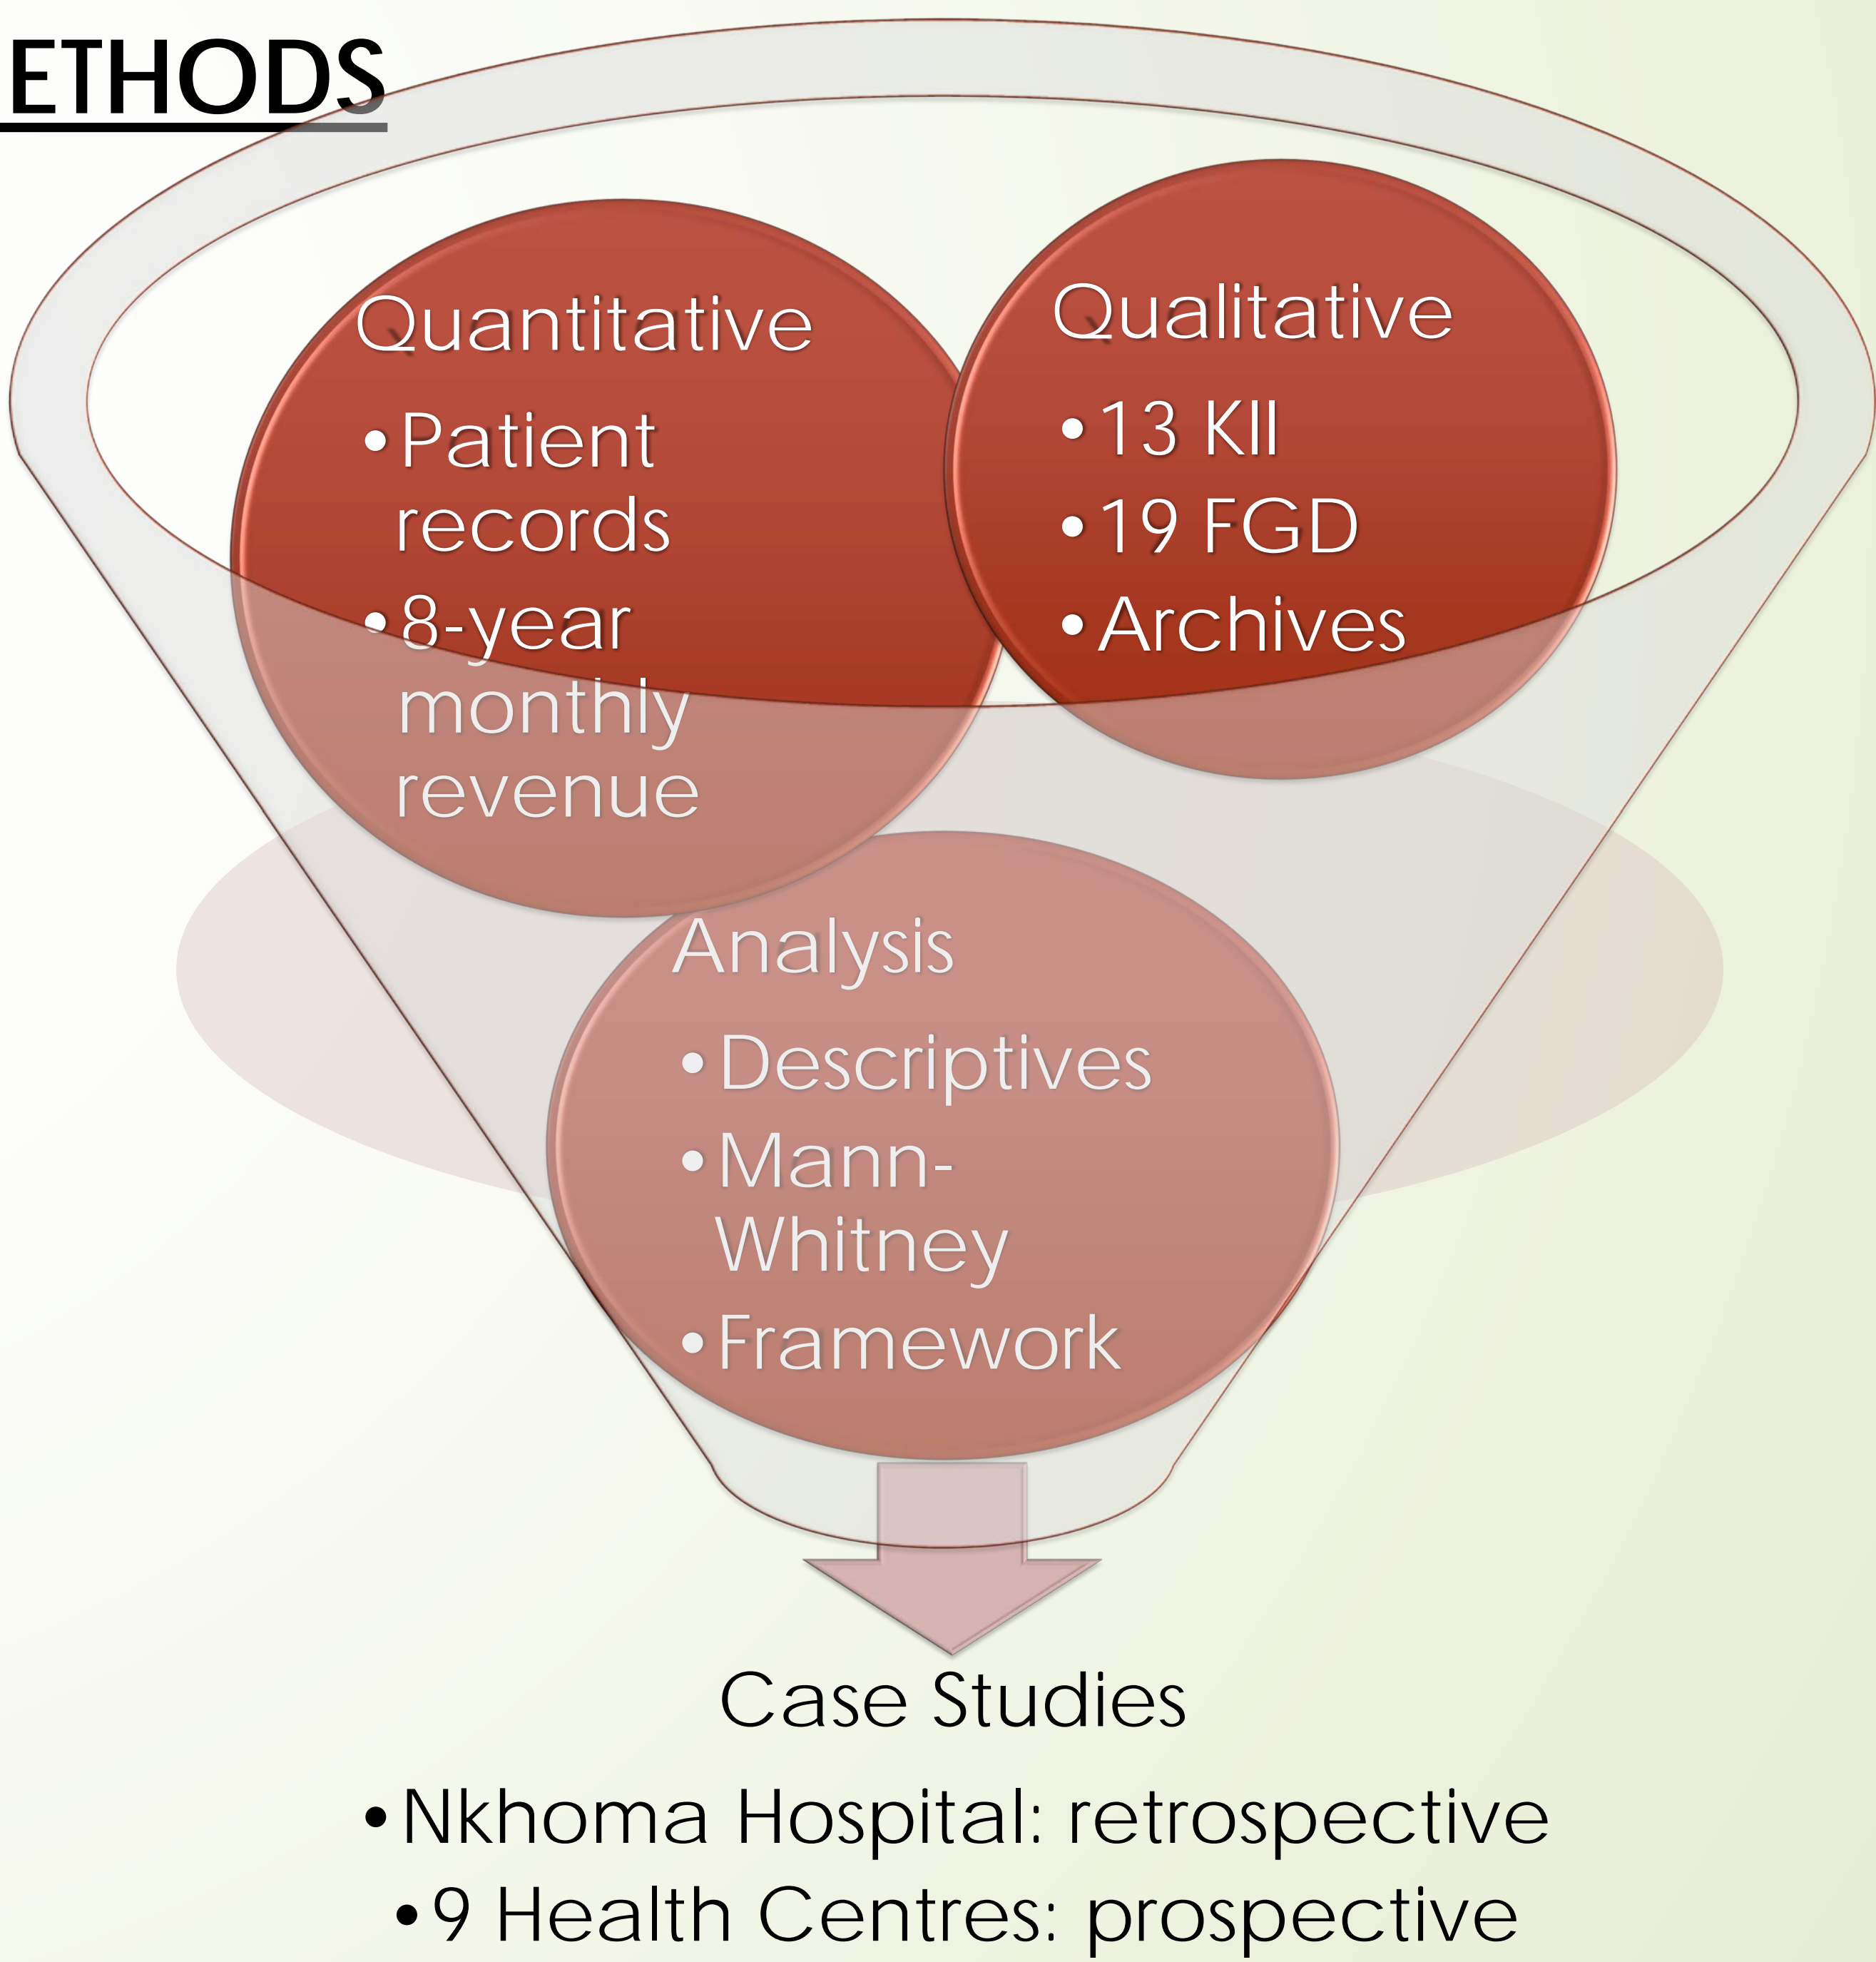 ETHODS
Quantitative
•Patient
records
•8-year
monthly
revenue
Qualitative
•13 KII
•19 FGD
•Archives
Analysis
•Descriptives
•Mann-
Whitney
•Framework
Case Studies
•Nkhoma Hospital: retrospective
•9 Health Centres: prospective